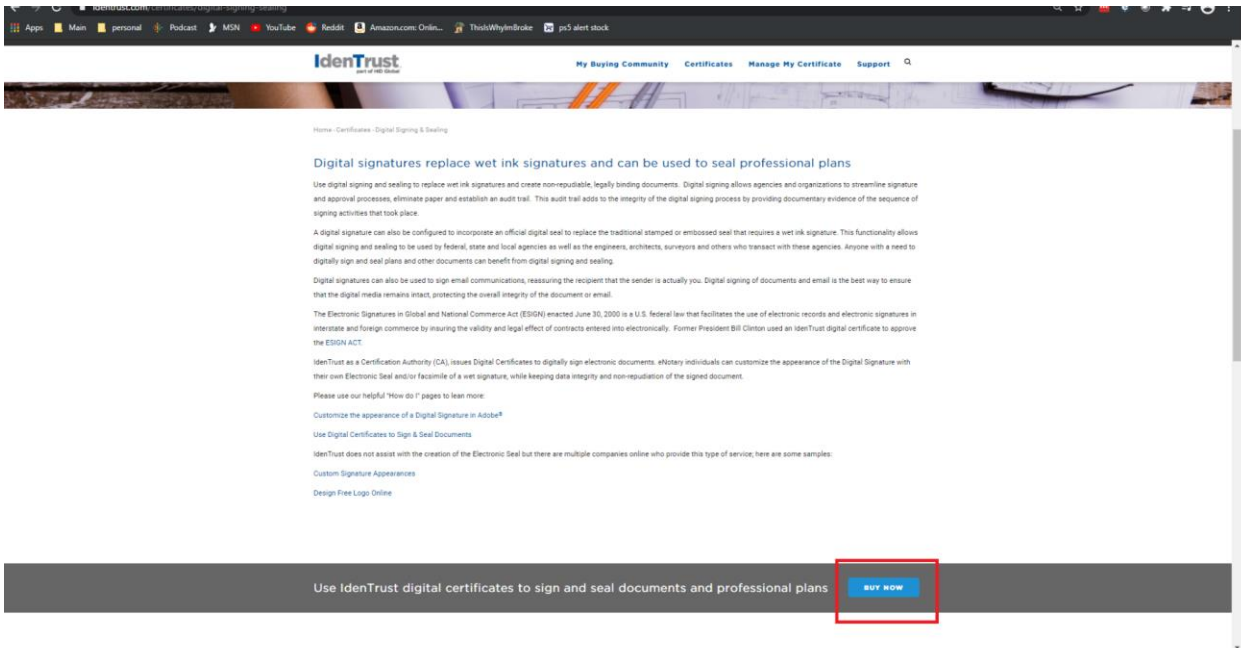 identrust.com/certificates/digital-signing-sealing
Apps Main personal Podcast MSN YouTube Reddit Amazon.com: Onlin... ThisIsWhyImBroke ps5 alert stock
IdenTrust
part of HID Global
My Buying Community Certificates Manage My Certificate Support
Home - Certificates - Digital Signing & Sealing
Digital signatures replace wet ink signatures and can be used to seal professional plans
Use digital signing and sealing to replace wet ink signatures and create non-repudiable, legally binding documents. Digital signing allows agencies and organizations to streamline signature
and approval processes, eliminate paper and establish an audit trail. This audit trail adds to the integrity of the digital signing process by providing documentary evidence of the sequence of
signing activities that took place.
A digital signature can also be configured to incorporate an official digital seal to replace the traditional stamped or embossed seal that requires a wet ink signature. This functionality allows
digital signing and sealing to be used by federal, state and local agencies as well as the engineers, architects, surveyors and others who transact with these agencies. Anyone with a need to
digitally sign and seal plans and other documents can benefit from digital signing and sealing.
Digital signatures can also be used to sign email communications, reassuring the recipient that the sender is actually you. Digital signing of documents and email is the best way to ensure
that the digital media remains intact, protecting the overall integrity of the document or email.
The Electronic Signatures in Global and National Commerce Act (ESIGN) enacted June 30, 2000 is a U.S. federal law that facilitates the use of electronic records and electronic signatures in
interstate and foreign commerce by insuring the validity and legal effect of contracts entered into electronically. Former President Bill Clinton used an IdenTrust digital certificate to approve
the ESIGN ACT.
IdenTrust as a Certification Authority (CA), issues Digital Certificates to digitally sign electronic documents. eNotary individuals can customize the appearance of the Digital Signature with
their own Electronic Seal and/or facsimile of a wet signature, while keeping data integrity and non-repudiation of the signed document.
Please use our helpful "How do I" pages to lean more:
Customize the appearance of a Digital Signature in Adobe®
Use Digital Certificates to Sign & Seal Documents
IdenTrust does not assist with the creation of the Electronic Seal but there are multiple companies online who provide this type of service; here are some samples:
Custom Signature Appearances
Design Free Logo Online
Use IdenTrust digital certificates to sign and seal documents and professional plans BUY NOW